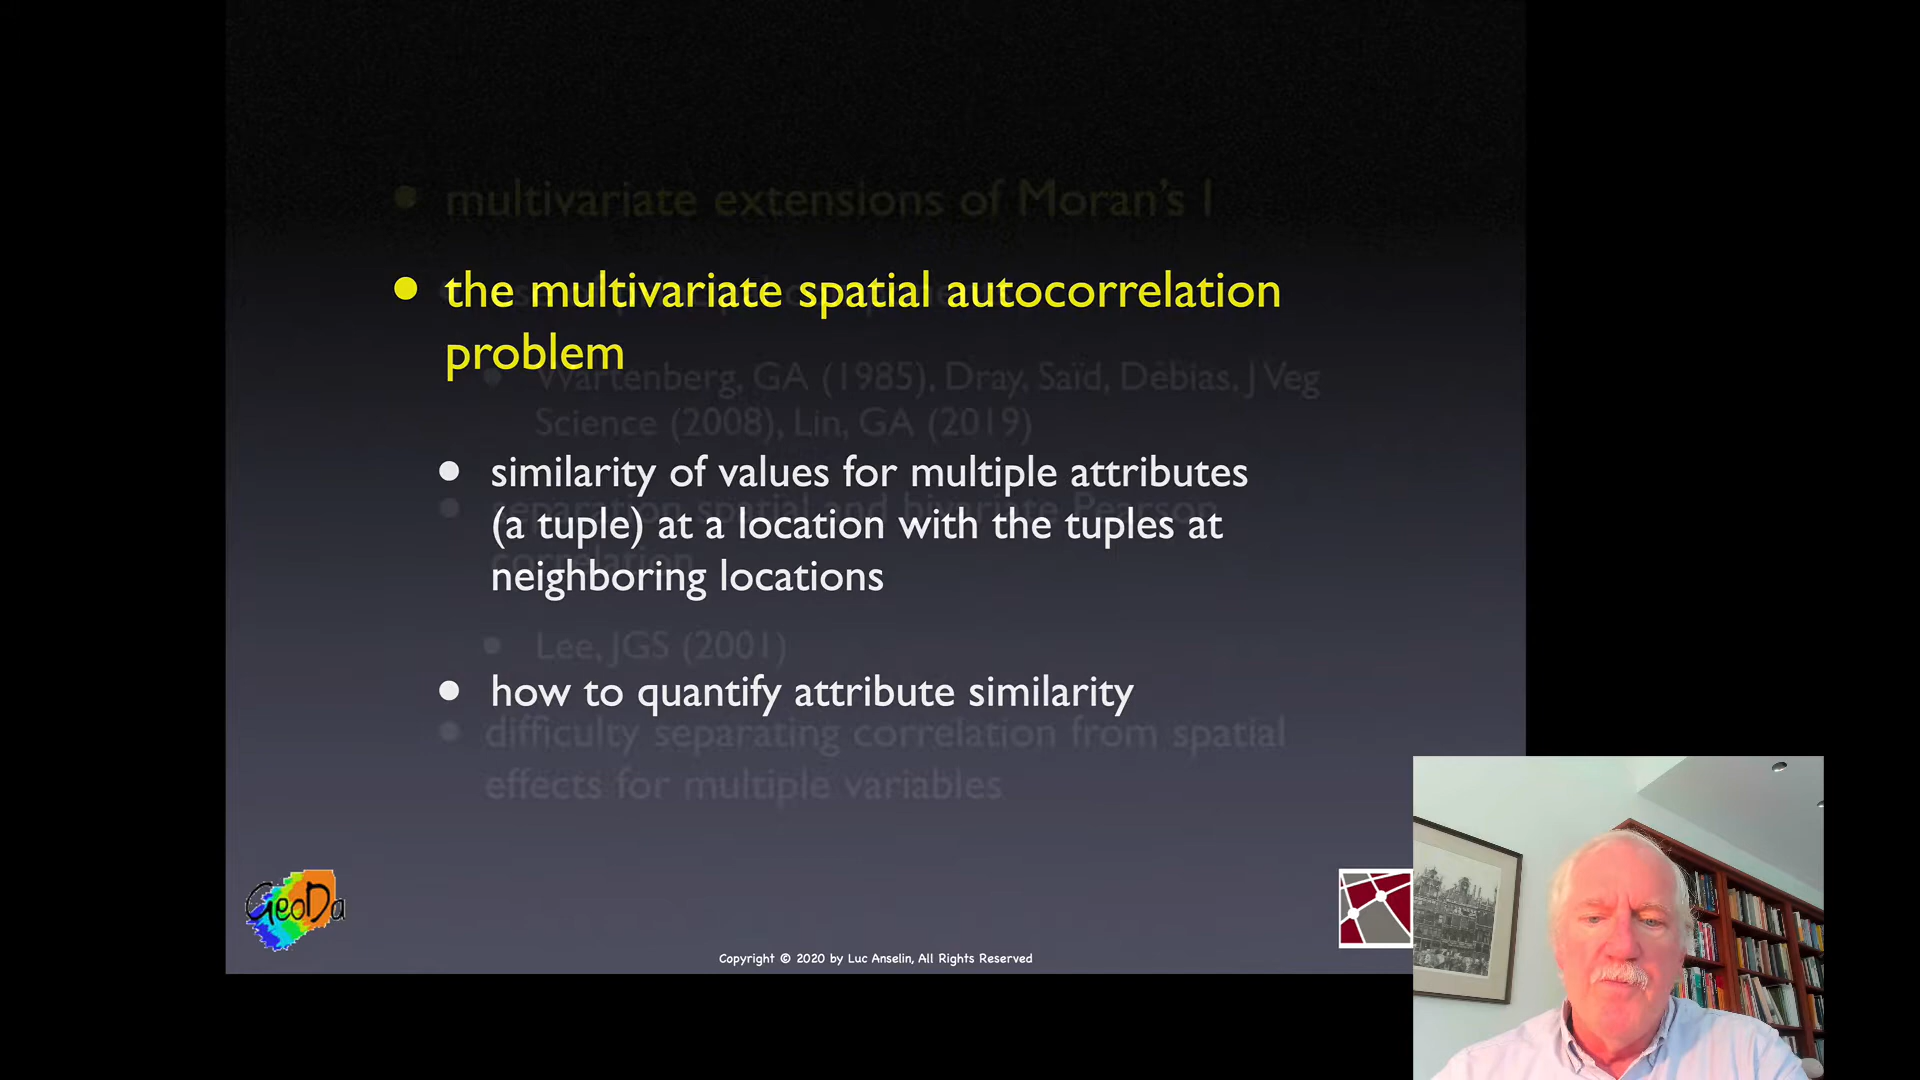 multivariate extensions of Moran's I
the multivariate spatial autocorrelation
problem
Wartenberg, GA (1985), Dray, Saïd, Debias, J Veg
Science (2008), Lin, GA (2019)
similarity of values for multiple attributes
(a tuple) at a location with the tuples at
neighboring locations
Lee, JGS (2001)
how to quantify attribute similarity
difficulty separating correlation from spatial
effects for multiple variables
GeoDa
Copyright © 2020 by Luc Anselin, All Rights Reserved